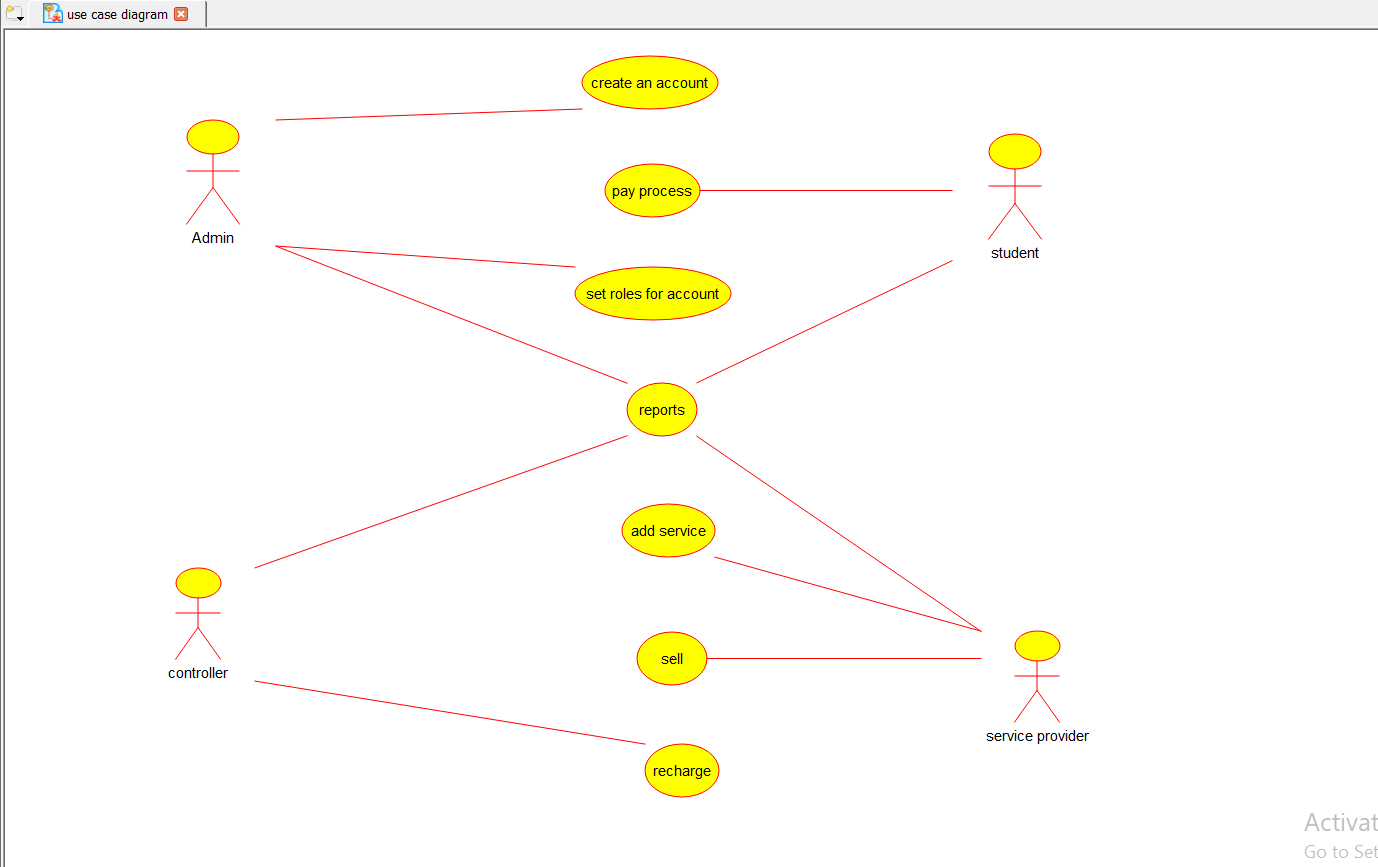 use case diagram
create an account
pay process
Admin
student
set roles for account
reports
add service
sell
controller
service provider
recharge
Activat
Go to Set